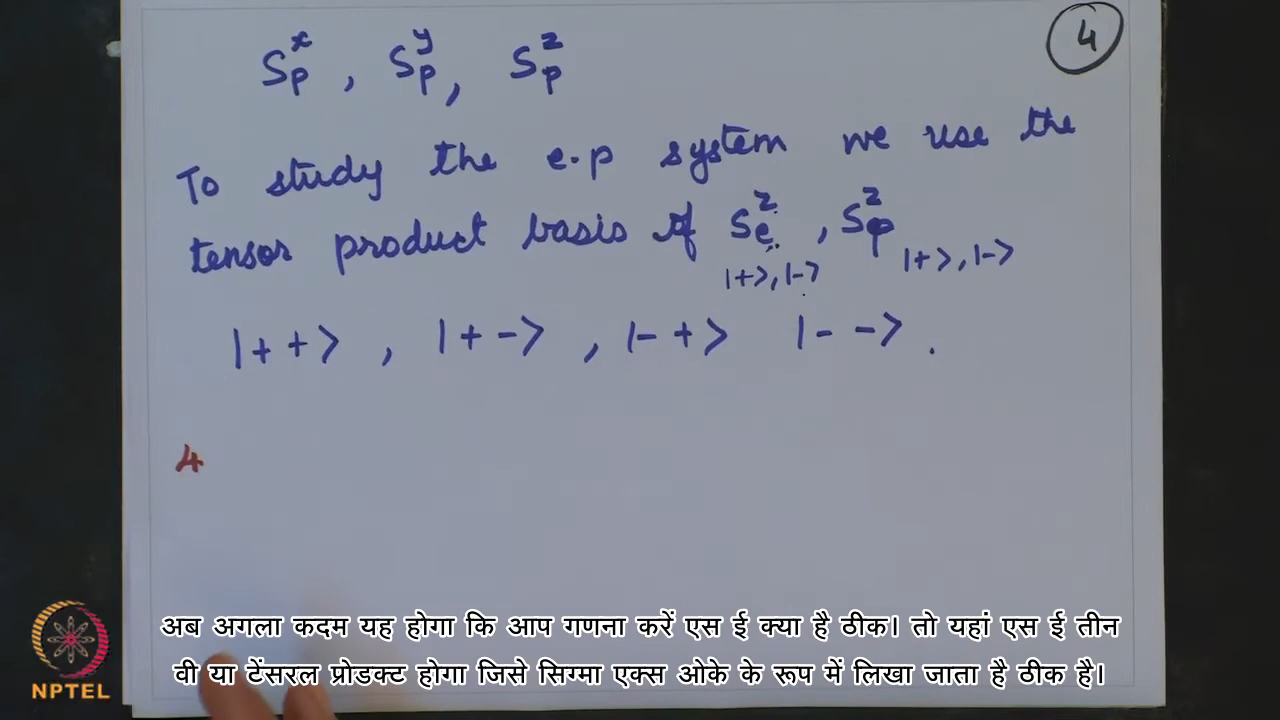 S_p^x , S_p^y , S_p^z
4
To study the e-p system we use the
tensor product basis of S_e^z , S_p^z
|+>, |-> |+>, |->
|+ +> , |+ -> , |- +> |- -> .
4
अब अगला कदम यह होगा कि आप गणना करें एस ई क्या है ठीक। तो यहां एस ई तीन
वी या टेंसरल प्रोडक्ट होगा जिसे सिग्मा एक्स ओके के रूप में लिखा जाता है ठीक है।
NPTEL